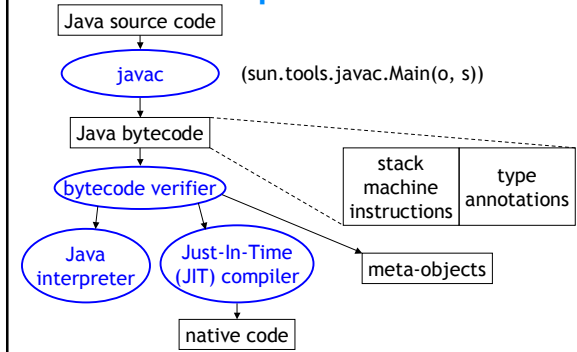 Java source code
javac
(sun.tools.javac.Main(o, s))
Java bytecode
stack
machine
instructions
type
annotations
bytecode verifier
Java
interpreter
Just-In-Time
(JIT) compiler
meta-objects
native code